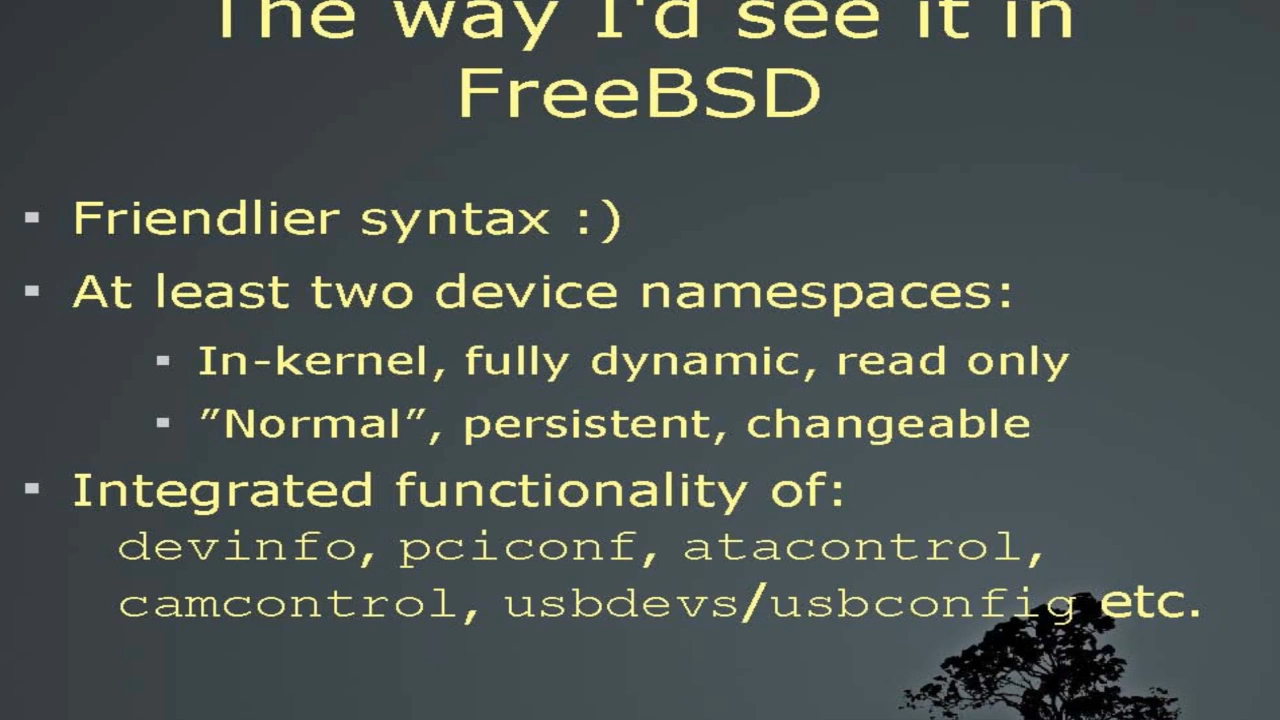 The way I'd see it in
FreeBSD
▪ Friendlier syntax :)
▪ At least two device namespaces:
▪ In-kernel, fully dynamic, read only
▪ ”Normal”, persistent, changeable
▪ Integrated functionality of:
devinfo, pciconf, atacontrol,
camcontrol, usbdevs/usbconfig etc.